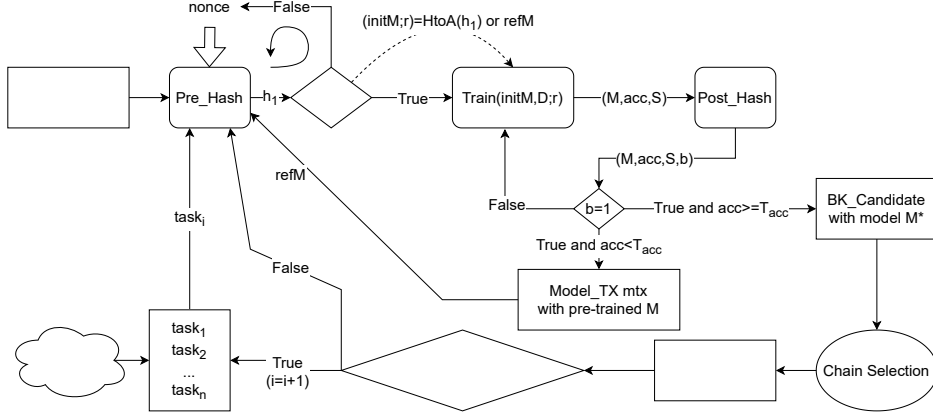 nonce
False
(initM;r)=HtoA(h₁) or refM
Pre_Hash
h₁
True
Train(initM,D;r)
(M,acc,S)
Post_Hash
(M,acc,S,b)
refM
False
b=1
True and acc>=Tacc
BK_Candidate
with model M*
taskᵢ
True and acc<Tacc
False
Model_TX mtx
with pre-trained M
task₁
task₂
...
taskₙ
True
(i=i+1)
Chain Selection